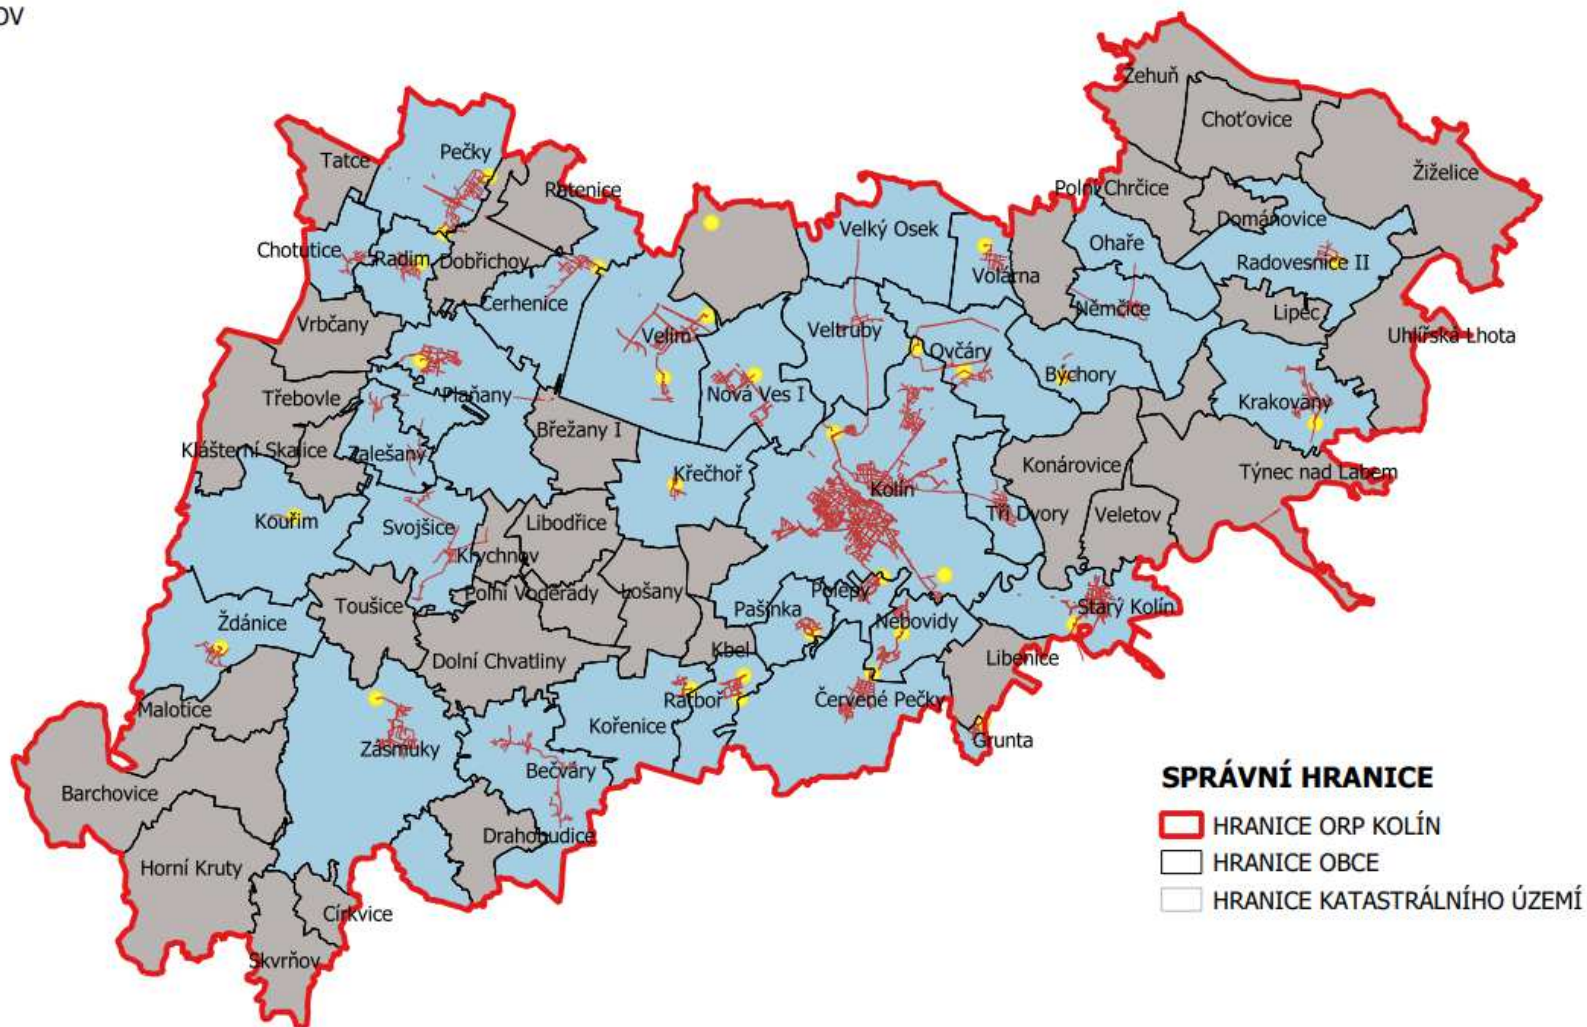 OV
Žehuň
Choťovice
Žiželice
Tatce
Pečky
Ratenice
Polní Chrčice
Domanovice
Velký Osek
Ohaře
Chotutice
Radim
Dobřichov
Volárna
Radovesnice II
Cerhenice
Vrbčany
Němčice
Lipec
Velim
Veltruby
Ovčáry
Uhlířská Lhota
Býchory
Třebovle
Plaňany
Nová Ves I
Krakovany
Břežany I
Klášterní Skalice
Zalešany
Křečhoř
Konárovice
Týnec nad Labem
Kolín
Tři Dvory
Veletov
Kouřim
Svojšice
Libodřice
Krychnov
Polní Voděrady
Lošany
Polepy
Toušice
Pašinka
Starý Kolín
Ždánice
Nebovidy
Kbel
Libenice
Dolní Chvatliny
Malotice
Ratboř
Červené Pečky
Kořenice
Grunta
Zásmuky
Bečváry
Barchovice
Drahobudice
Horní Kruty
Církvice
Skvrňov
SPRÁVNÍ HRANICE
HRANICE ORP KOLÍN
HRANICE OBCE
HRANICE KATASTRÁLNÍHO ÚZEMÍ